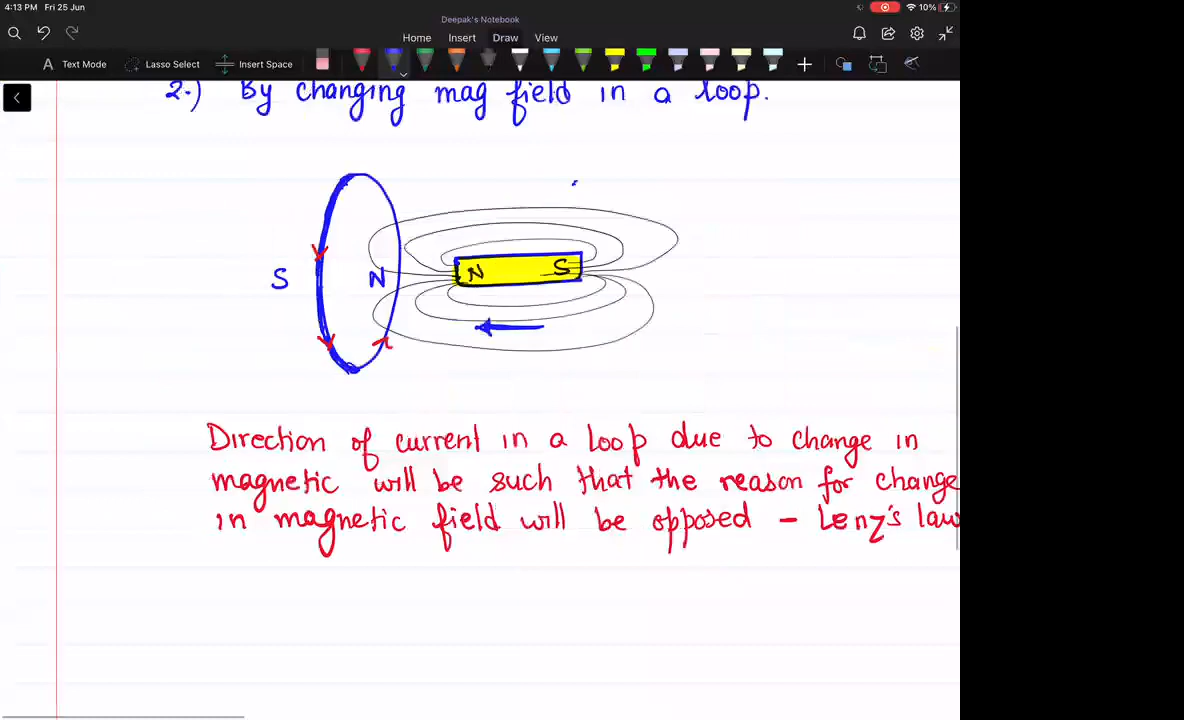 4:13 PM Fri 25 Jun
10%
Deepak's Notebook
Home Insert Draw View
A Text Mode Lasso Select Insert Space
2.) By changing mag field in a loop.
S N N S
Direction of current in a loop due to change in
magnetic will be such that the reason for change
in magnetic field will be opposed - Lenz's law